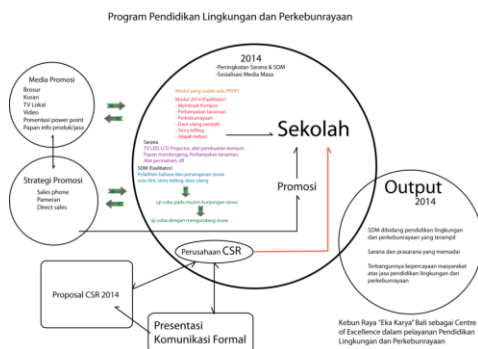 Program Pendidikan Lingkungan dan Perkebunrayaan
Media Promosi
Brosur
Koran
TV Lokal
Video
Presentasi power point
Papan info produk/jasa
Strategi Promosi
Sales phone
Pameran
Direct sales
2014
-Peningkatan Sarana & SDM
-Sosialisasi Media Masa
Modul yang sudah ada (PKPP)
Modul 2014 (Fasilitator)
- Membuat Kompos
- Perbanyakan tanaman
- Perkebunrayaan
- Daur ulang sampah
- Story telling
- Jelajah kebun
Sarana
TV LED, LCD Projector, alat pembuatan kompos
Papan mendongeng, Perbanyakan tanaman,
Alat permainan, dll
SDM (Fasilitator)
Pelatihan bahasa dan penanganan siswa
usia dini, story telling, daur ulang
uji coba pada musim kunjungan siswa
uji coba dengan mengundang siswa
Sekolah
Promosi
Perusahaan CSR
Proposal CSR 2014
Presentasi
Komunikasi Formal
Output
2014
SDM dibidang pendidikan lingkungan
dan perkebunrayaan yang terampil
Sarana dan prasarana yang memadai
Terbangunnya kepercayaan masyarakat
atas jasa pendidikan lingkungan dan
perkebunrayaan
Kebun Raya "Eka Karya" Bali sebagai Centre
of Excellence dalam pelayanan Pendidikan
Lingkungan dan Perkebunrayaan